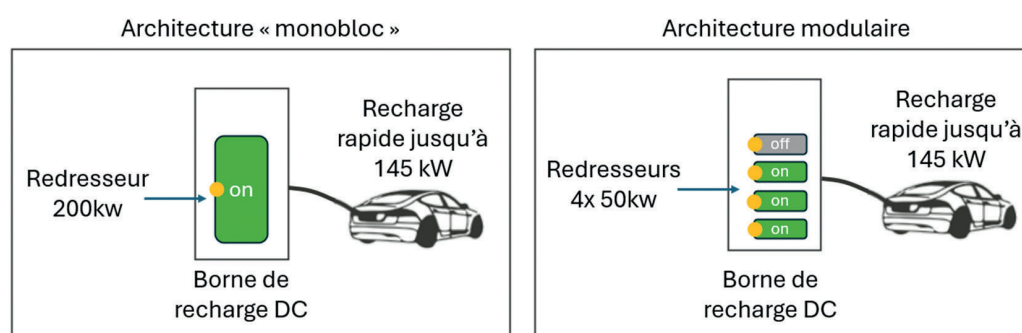 Architecture « monobloc »
Redresseur
200kw
on
Recharge
rapide jusqu'à
145 kW
Borne de
recharge DC
Architecture modulaire
Redresseurs
4x 50kw
off
on
on
on
Recharge
rapide jusqu'à
145 kW
Borne de
recharge DC